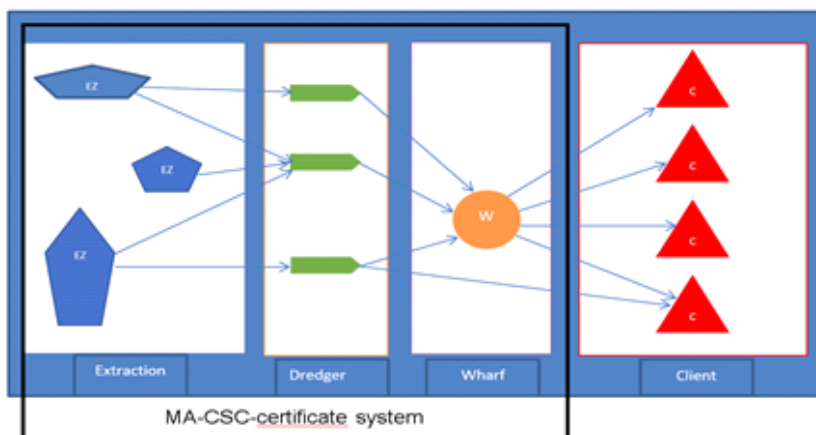 EZ
EZ
EZ
W
C
C
C
C
Extraction
Dredger
Wharf
Client
MA-CSC-certificate system